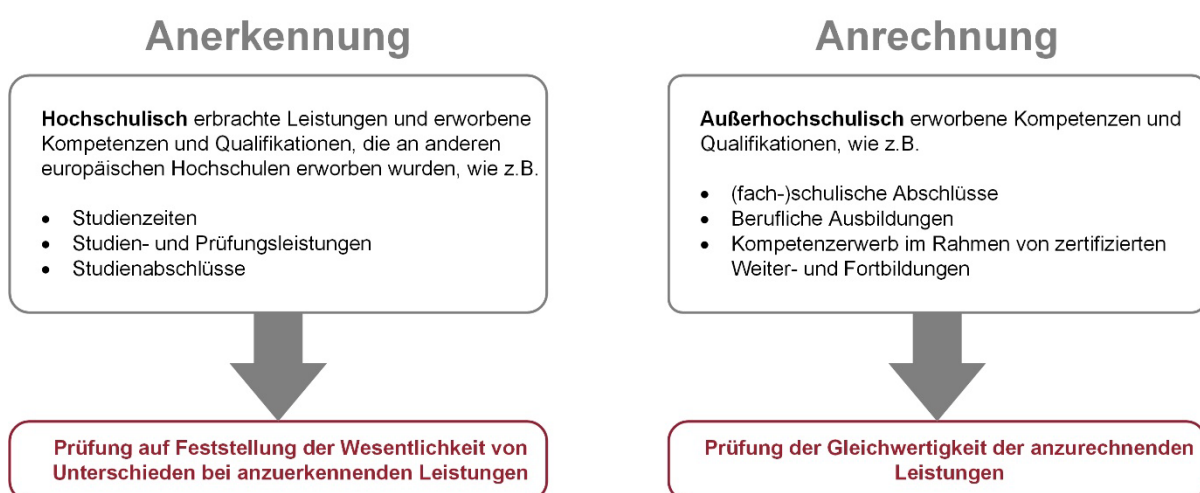 Anerkennung
Hochschulisch erbrachte Leistungen und erworbene
Kompetenzen und Qualifikationen, die an anderen
europäischen Hochschulen erworben wurden, wie z.B.
• Studienzeiten
• Studien- und Prüfungsleistungen
• Studienabschlüsse
Prüfung auf Feststellung der Wesentlichkeit von
Unterschieden bei anzuerkennenden Leistungen
Anrechnung
Außerhochschulisch erworbene Kompetenzen und
Qualifikationen, wie z.B.
• (fach-)schulische Abschlüsse
• Berufliche Ausbildungen
• Kompetenzerwerb im Rahmen von zertifizierten
Weiter- und Fortbildungen
Prüfung der Gleichwertigkeit der anzurechnenden
Leistungen